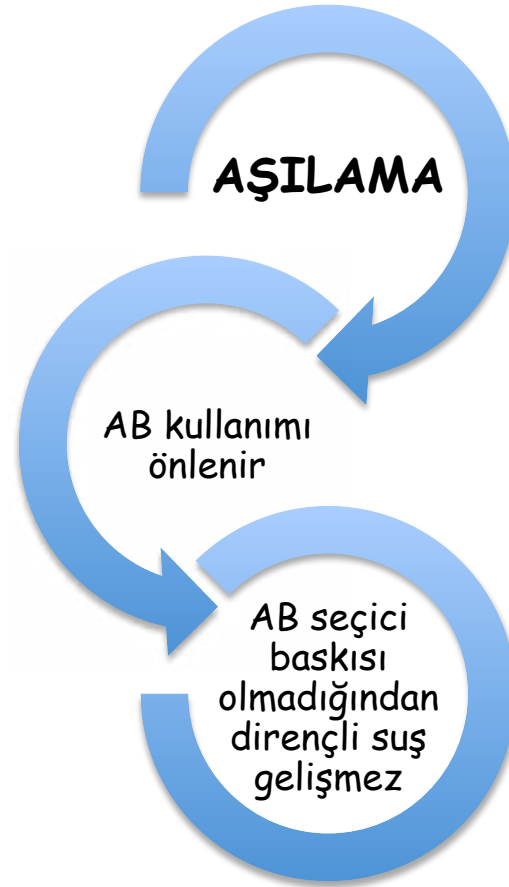 AŞILAMA
AB kullanımı
önlenir
AB seçici
baskısı
olmadığından
dirençli suş
gelişmez